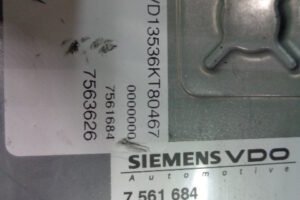 VD13536KT80467
0000000
7561684
7563626
SIEMENS VDO
Automotive
7 561 684